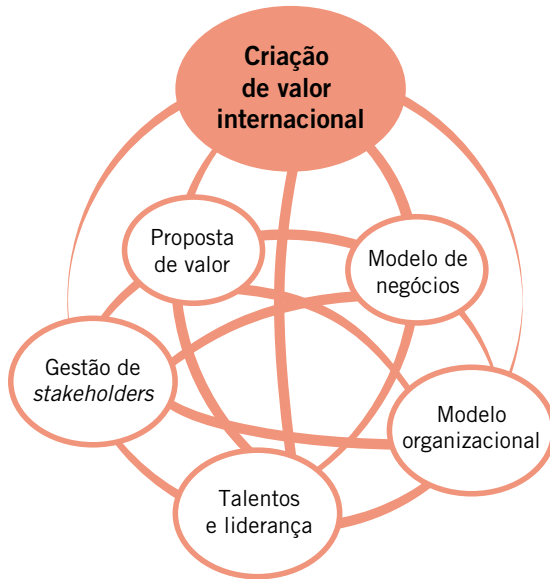 Criação
de valor
internacional
Proposta
de valor
Modelo de
negócios
Gestão de
stakeholders
Modelo
organizacional
Talentos
e liderança